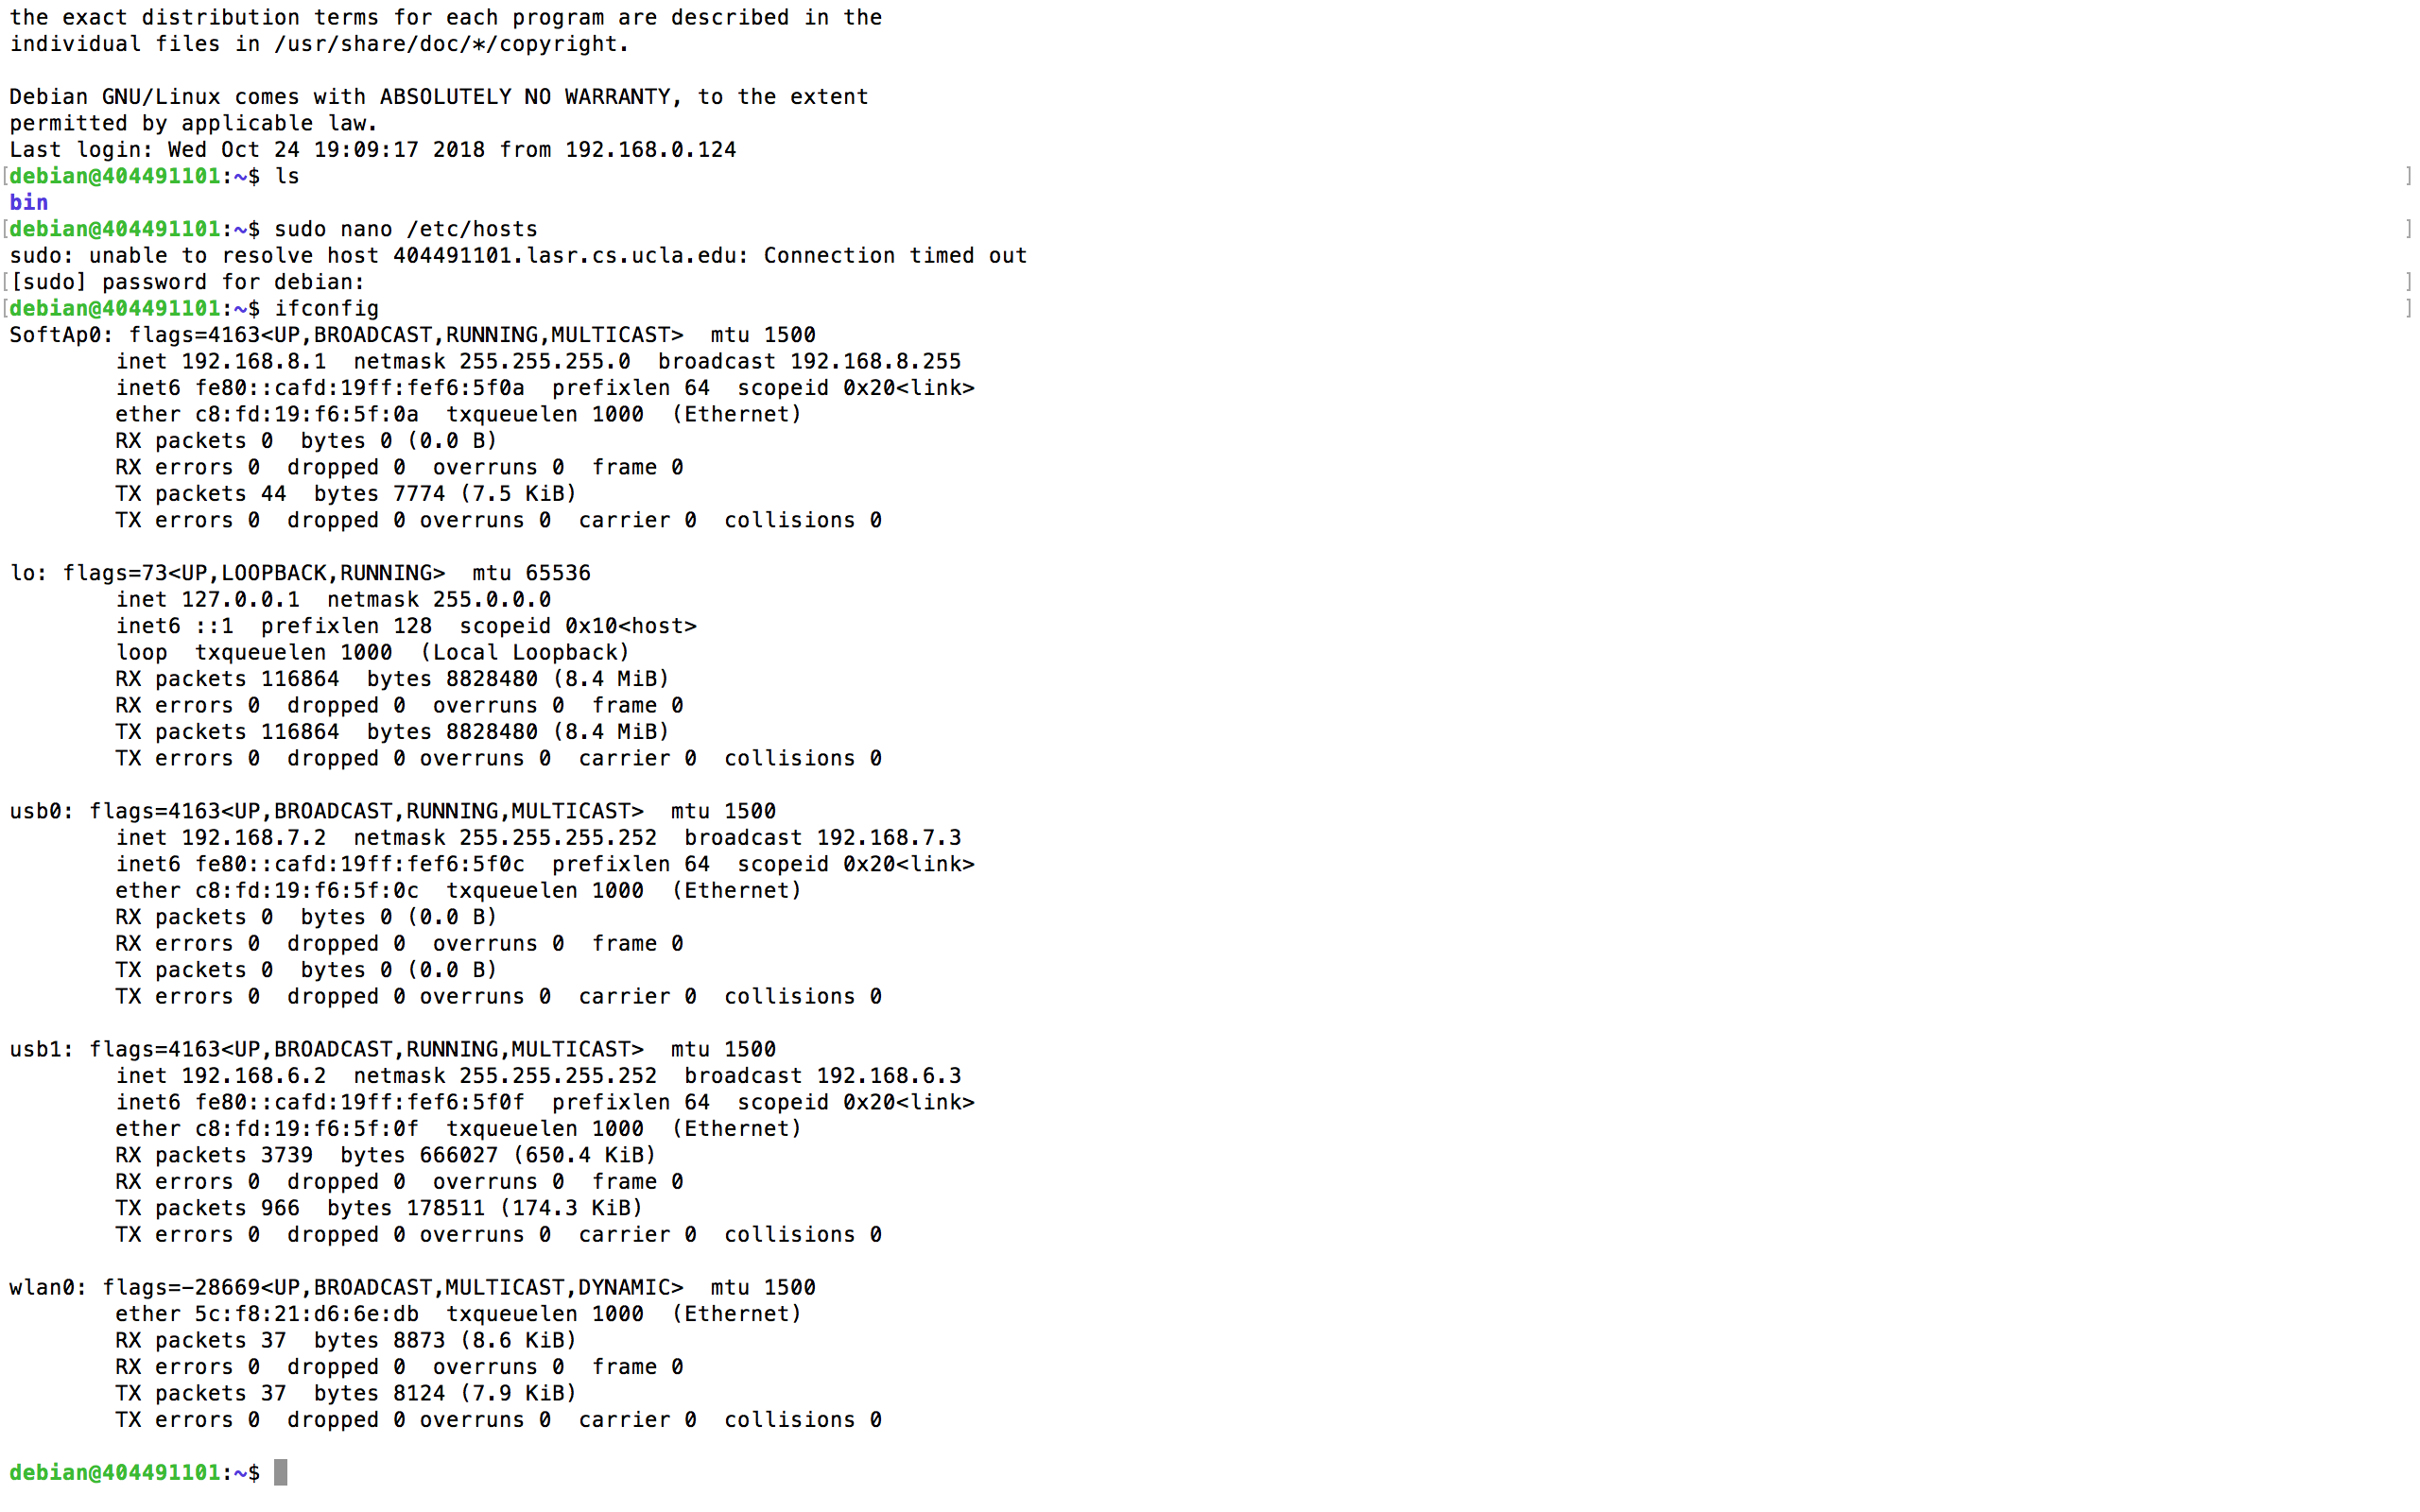 the exact distribution terms for each program are described in the
individual files in /usr/share/doc/*/copyright.

Debian GNU/Linux comes with ABSOLUTELY NO WARRANTY, to the extent
permitted by applicable law.
Last login: Wed Oct 24 19:09:17 2018 from 192.168.0.124
[debian@404491101:~$ ls ]
bin
[debian@404491101:~$ sudo nano /etc/hosts ]
sudo: unable to resolve host 404491101.lasr.cs.ucla.edu: Connection timed out
[[sudo] password for debian: ]
[debian@404491101:~$ ifconfig ]
SoftAp0: flags=4163<UP,BROADCAST,RUNNING,MULTICAST>  mtu 1500
        inet 192.168.8.1  netmask 255.255.255.0  broadcast 192.168.8.255
        inet6 fe80::cafd:19ff:fef6:5f0a  prefixlen 64  scopeid 0x20<link>
        ether c8:fd:19:f6:5f:0a  txqueuelen 1000  (Ethernet)
        RX packets 0  bytes 0 (0.0 B)
        RX errors 0  dropped 0  overruns 0  frame 0
        TX packets 44  bytes 7774 (7.5 KiB)
        TX errors 0  dropped 0 overruns 0  carrier 0  collisions 0

lo: flags=73<UP,LOOPBACK,RUNNING>  mtu 65536
        inet 127.0.0.1  netmask 255.0.0.0
        inet6 ::1  prefixlen 128  scopeid 0x10<host>
        loop  txqueuelen 1000  (Local Loopback)
        RX packets 116864  bytes 8828480 (8.4 MiB)
        RX errors 0  dropped 0  overruns 0  frame 0
        TX packets 116864  bytes 8828480 (8.4 MiB)
        TX errors 0  dropped 0 overruns 0  carrier 0  collisions 0

usb0: flags=4163<UP,BROADCAST,RUNNING,MULTICAST>  mtu 1500
        inet 192.168.7.2  netmask 255.255.255.252  broadcast 192.168.7.3
        inet6 fe80::cafd:19ff:fef6:5f0c  prefixlen 64  scopeid 0x20<link>
        ether c8:fd:19:f6:5f:0c  txqueuelen 1000  (Ethernet)
        RX packets 0  bytes 0 (0.0 B)
        RX errors 0  dropped 0  overruns 0  frame 0
        TX packets 0  bytes 0 (0.0 B)
        TX errors 0  dropped 0 overruns 0  carrier 0  collisions 0

usb1: flags=4163<UP,BROADCAST,RUNNING,MULTICAST>  mtu 1500
        inet 192.168.6.2  netmask 255.255.255.252  broadcast 192.168.6.3
        inet6 fe80::cafd:19ff:fef6:5f0f  prefixlen 64  scopeid 0x20<link>
        ether c8:fd:19:f6:5f:0f  txqueuelen 1000  (Ethernet)
        RX packets 3739  bytes 666027 (650.4 KiB)
        RX errors 0  dropped 0  overruns 0  frame 0
        TX packets 966  bytes 178511 (174.3 KiB)
        TX errors 0  dropped 0 overruns 0  carrier 0  collisions 0

wlan0: flags=-28669<UP,BROADCAST,MULTICAST,DYNAMIC>  mtu 1500
        ether 5c:f8:21:d6:6e:db  txqueuelen 1000  (Ethernet)
        RX packets 37  bytes 8873 (8.6 KiB)
        RX errors 0  dropped 0  overruns 0  frame 0
        TX packets 37  bytes 8124 (7.9 KiB)
        TX errors 0  dropped 0 overruns 0  carrier 0  collisions 0

debian@404491101:~$